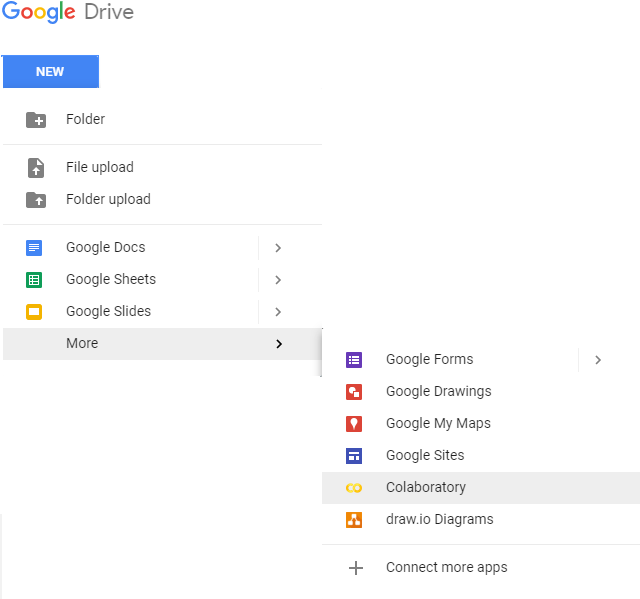 Google Drive
NEW
Folder
File upload
Folder upload
Google Docs
Google Sheets
Google Slides
More
Google Forms
Google Drawings
Google My Maps
Google Sites
Colaboratory
draw.io Diagrams
Connect more apps